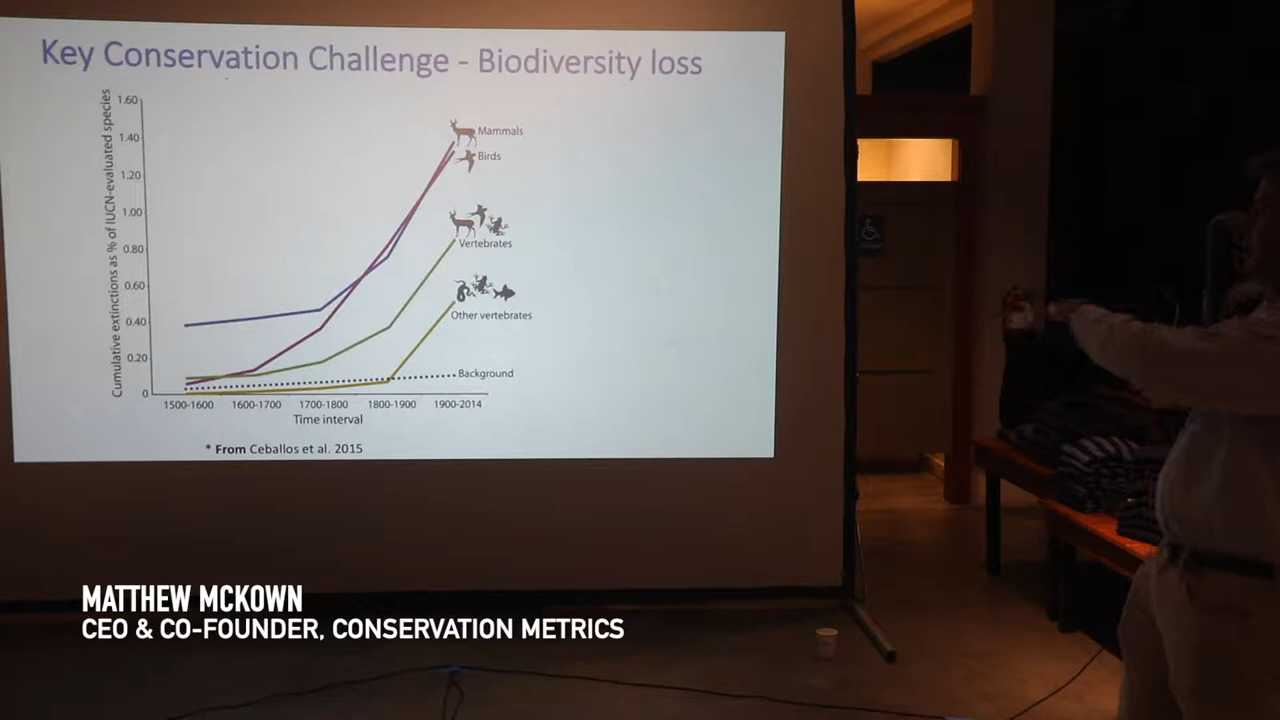 Key Conservation Challenge - Biodiversity loss
Cumulative extinctions as % of IUCN-evaluated species
1.60
1.40
1.20
1.00
0.80
0.60
0.40
0.20
0
Mammals
Birds
Vertebrates
Other vertebrates
Background
1500-1600 1600-1700 1700-1800 1800-1900 1900-2014
Time interval
* From Ceballos et al. 2015
MATTHEW MCKOWN
CEO & CO-FOUNDER, CONSERVATION METRICS